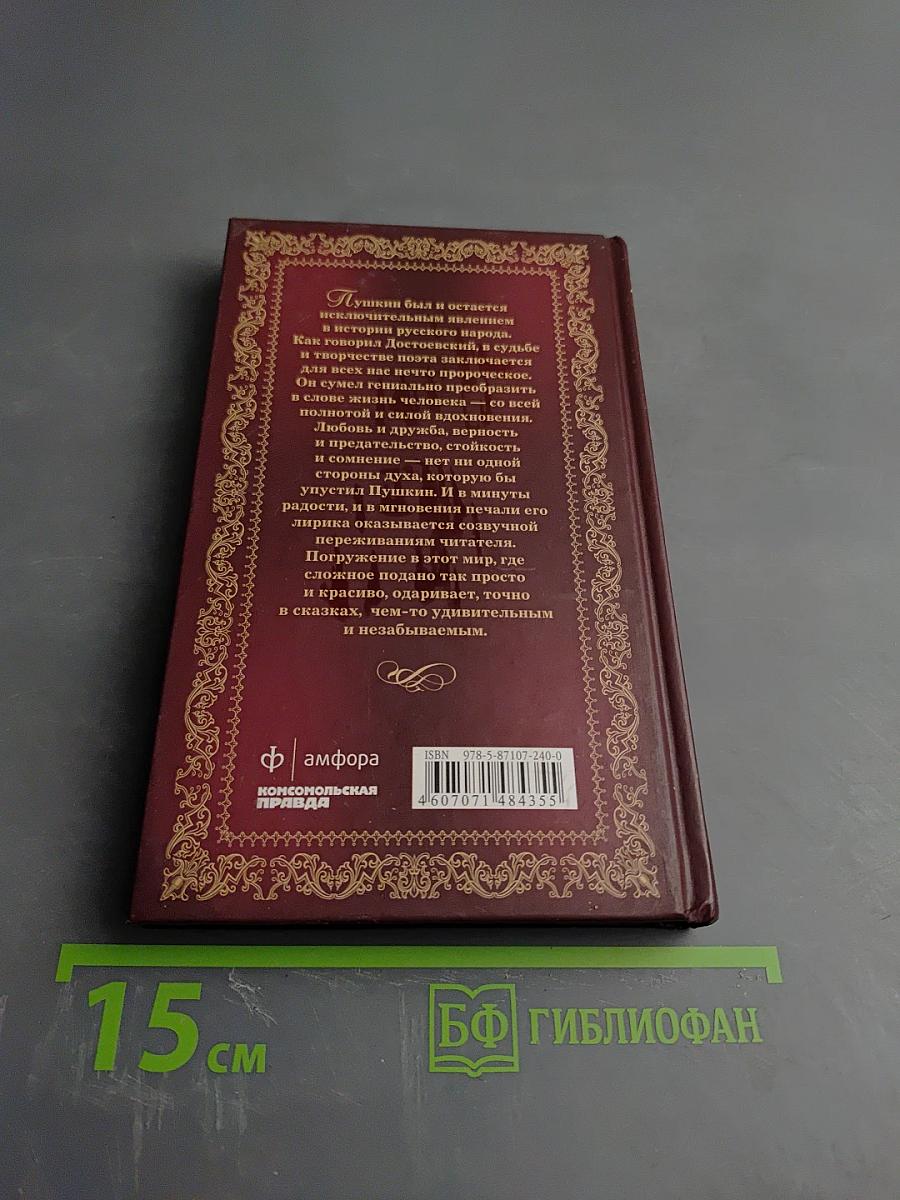 Пушкин был и остается
исключительным явлением
в истории русского народа.
Как говорил Достоевский, в судьбе
и творчестве поэта заключается
для всех нас нечто пророческое.
Он сумел гениально преобразить
в слове жизнь человека — со всей
полнотой и силой вдохновения.
Любовь и дружба, верность
и предательство, стойкость
и сомнение — нет ни одной
стороны духа, которую бы
упустил Пушкин. И в минуты
радости, и в мгновения печали его
лирика оказывается созвучной
переживаниям читателя.
Погружение в этот мир, где
сложное подано так просто
и красиво, одаривает, точно
в сказках, чем-то удивительным
и незабываемым.
ф амфора
КОМСОМОЛЬСКАЯ
ПРАВДА
ISBN 978-5-87107-240-0
4 607071 484355
15 см
БФ ГИБЛИОФАН